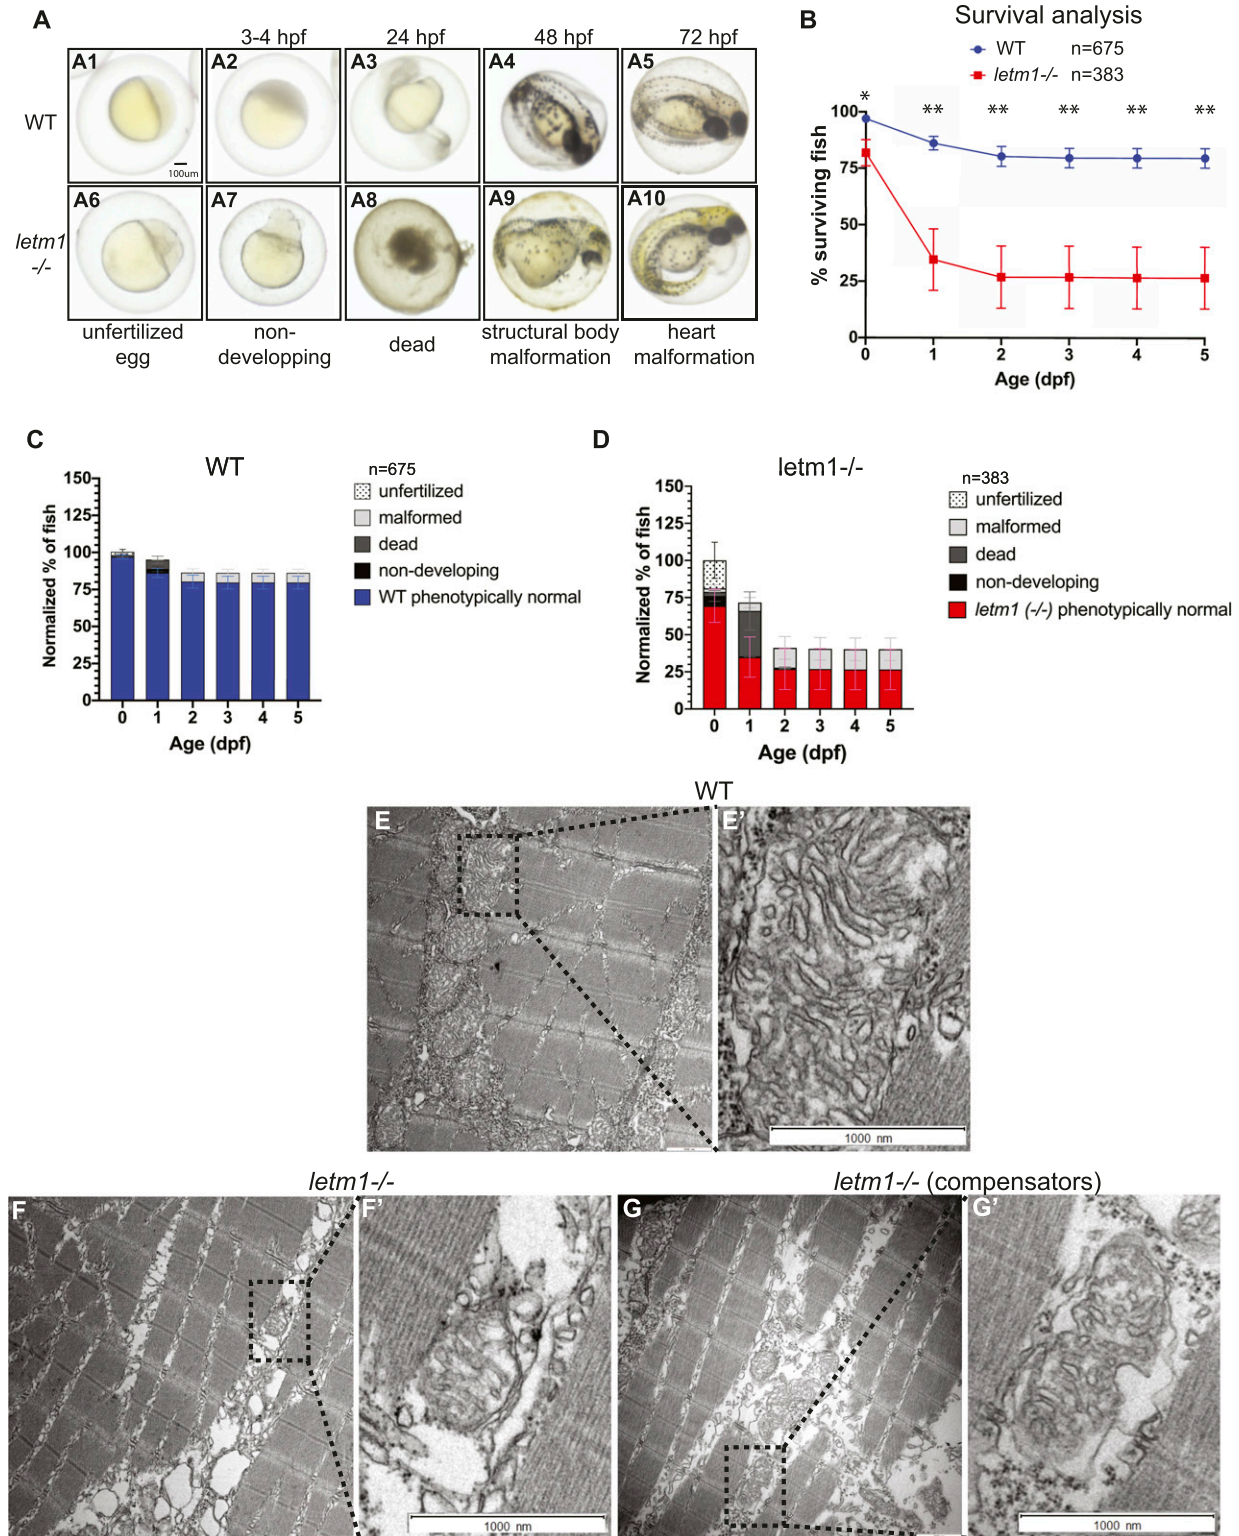 A
3-4 hpf 24 hpf 48 hpf 72 hpf
A1 A2 A3 A4 A5
WT
100um
A6 A7 A8 A9 A10
letm1
-/-
unfertilized
egg
non-
developping
dead
structural body
malformation
heart
malformation
B
Survival analysis
WT n=675
letm1-/- n=383
* ** ** ** ** **
% surviving fish
100
75
50
25
0
0 1 2 3 4 5
Age (dpf)
C
WT
n=675
unfertilized
malformed
dead
non-developing
WT phenotypically normal
Normalized % of fish
150
125
100
75
50
25
0
0 1 2 3 4 5
Age (dpf)
D
letm1-/-
n=383
unfertilized
malformed
dead
non-developing
letm1 (-/-) phenotypically normal
Normalized % of fish
150
125
100
75
50
25
0
0 1 2 3 4 5
Age (dpf)
WT
E E'
1000 nm
letm1-/-
F F'
1000 nm
letm1-/- (compensators)
G G'
1000 nm